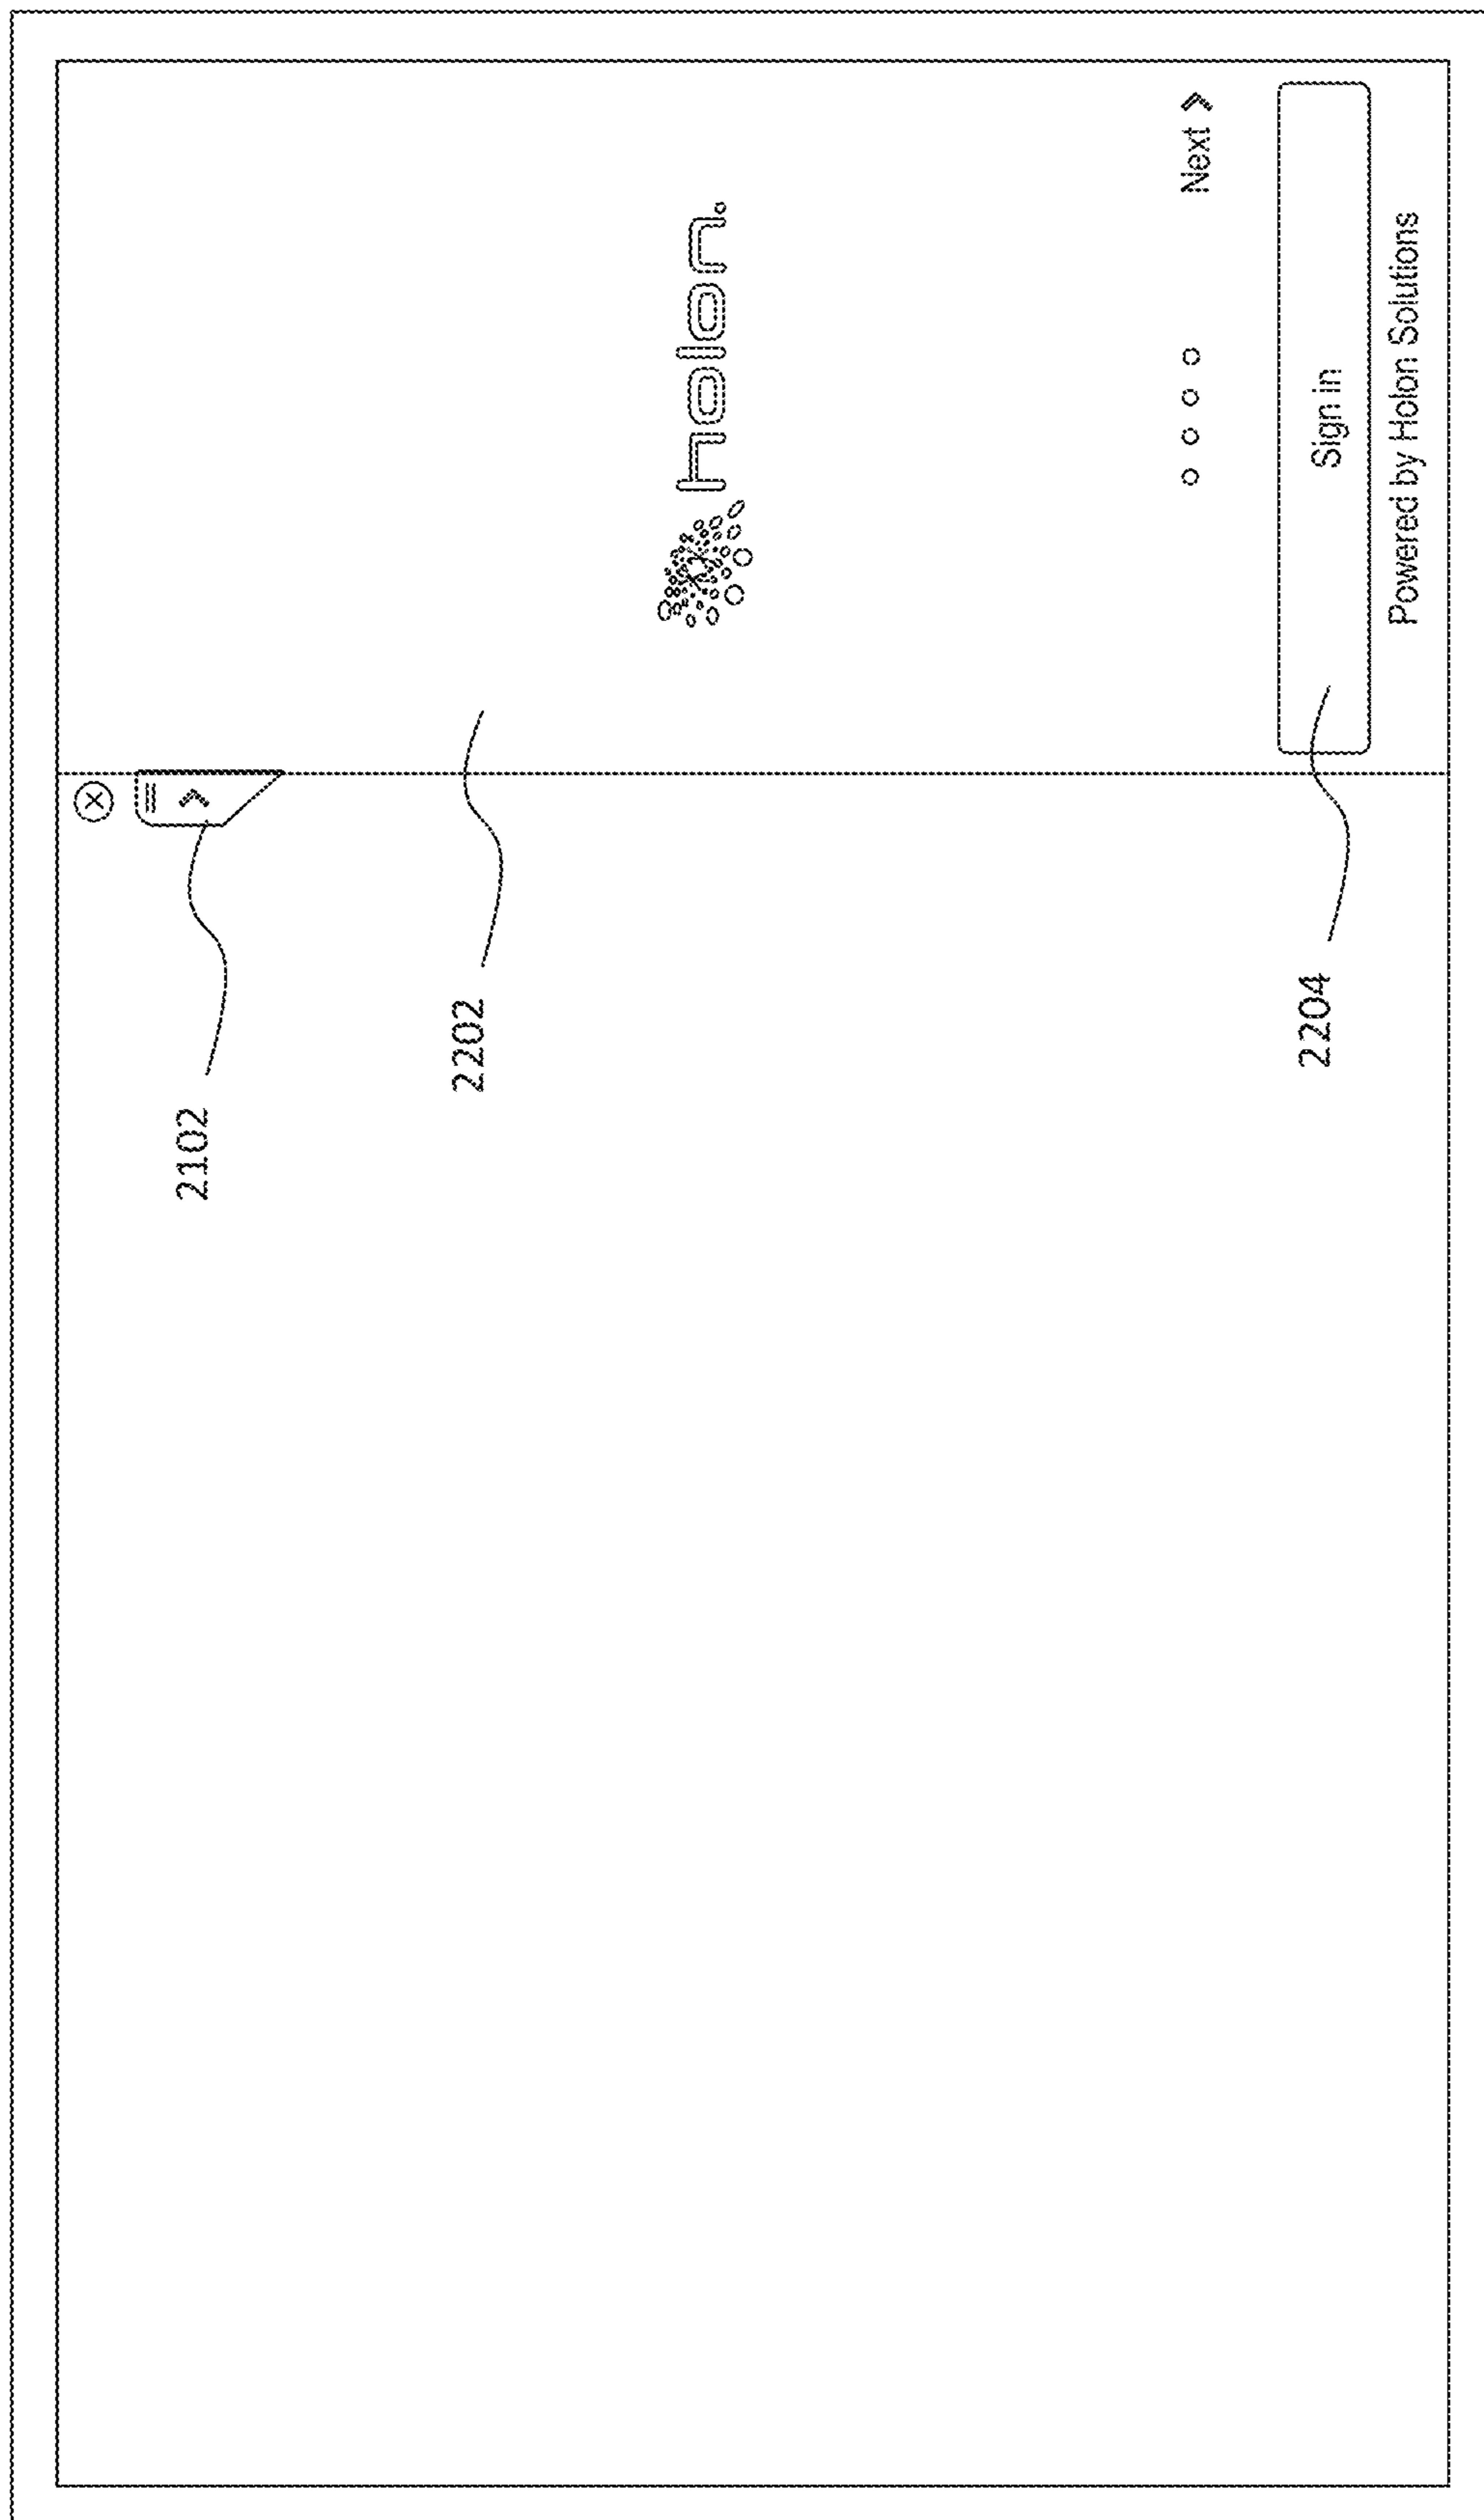 2102
2202
holon
Next >
Sign in
2204
Powered by Holon Solutions